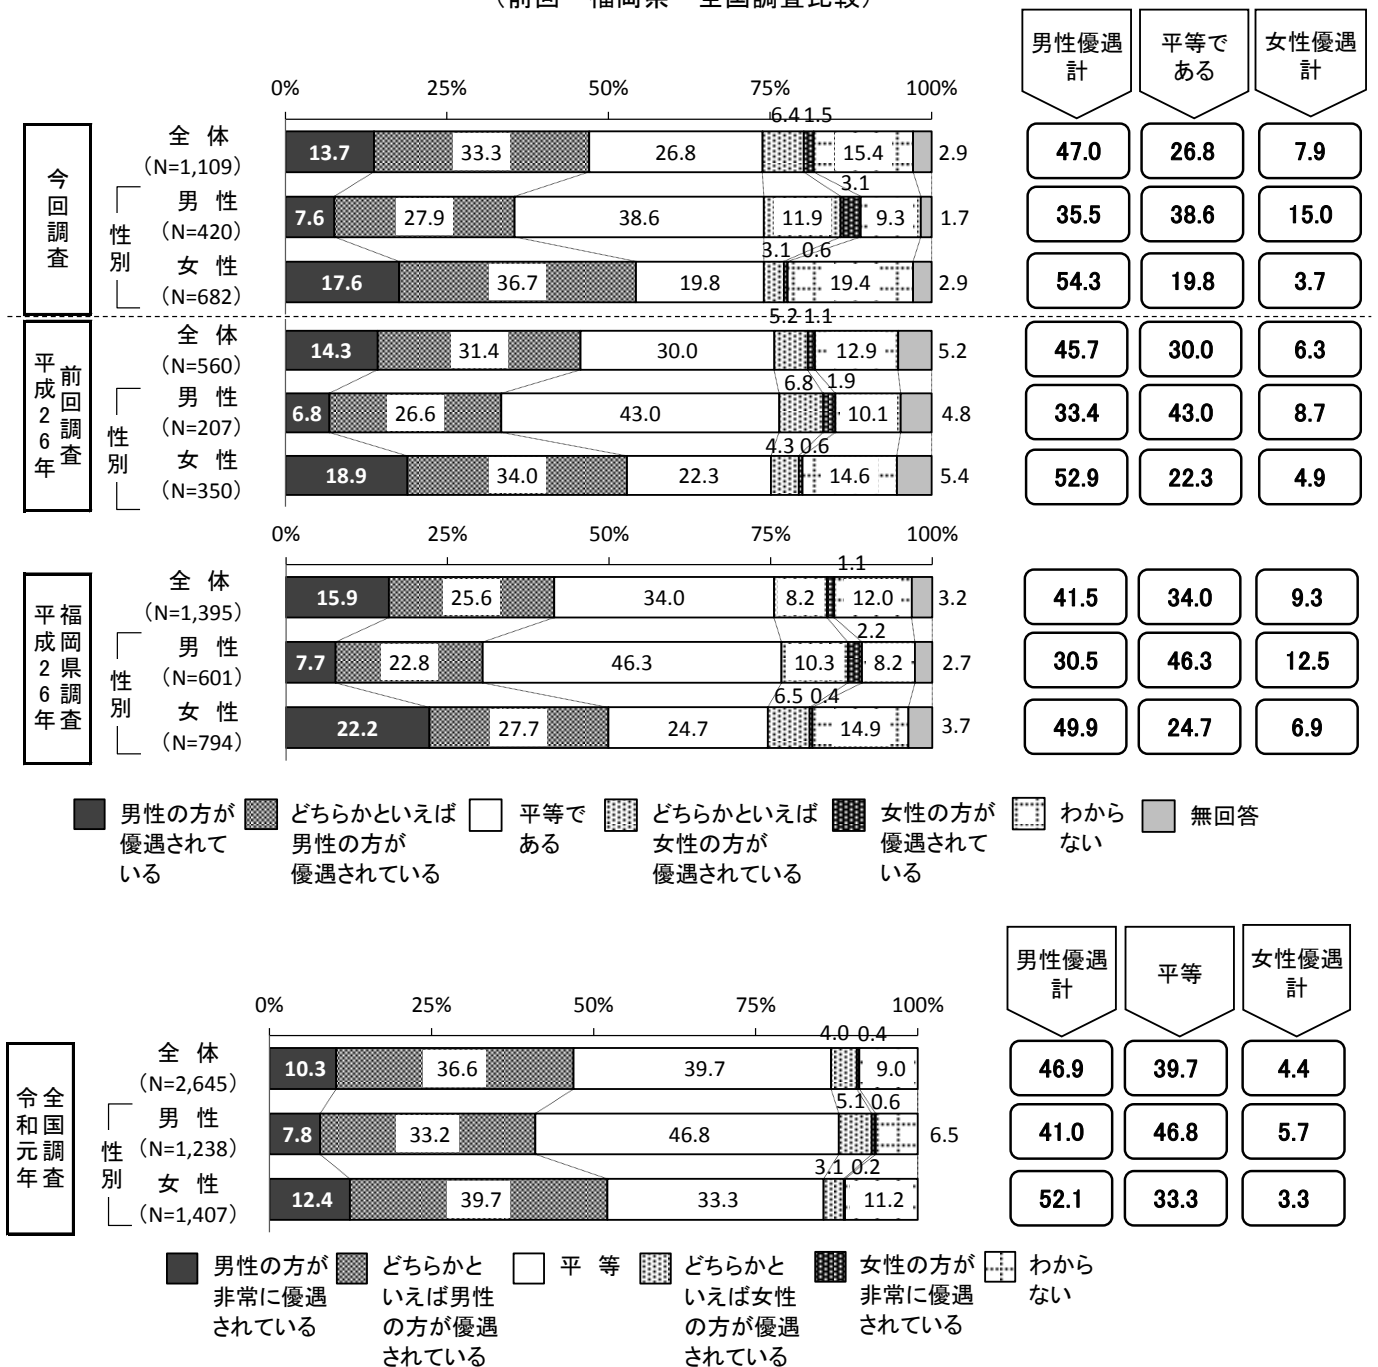 （前回・福岡県・全国調査比較）
男性優遇
計
平等で
ある
女性優遇
計
0% 25% 50% 75% 100%
今回調査
全 体
(N=1,109)
13.7 33.3 26.8 6.4 1.5 15.4 2.9
47.0 26.8 7.9
性別
男 性
(N=420)
7.6 27.9 38.6 11.9 3.1 9.3 1.7
35.5 38.6 15.0
女 性
(N=682)
17.6 36.7 19.8 3.1 0.6 19.4 2.9
54.3 19.8 3.7
前回調査
平成26年
全 体
(N=560)
14.3 31.4 30.0 5.2 1.1 12.9 5.2
45.7 30.0 6.3
性別
男 性
(N=207)
6.8 26.6 43.0 6.8 1.9 10.1 4.8
33.4 43.0 8.7
女 性
(N=350)
18.9 34.0 22.3 4.3 0.6 14.6 5.4
52.9 22.3 4.9
0% 25% 50% 75% 100%
福岡県調査
平成26年
全 体
(N=1,395)
15.9 25.6 34.0 8.2 1.1 12.0 3.2
41.5 34.0 9.3
性別
男 性
(N=601)
7.7 22.8 46.3 10.3 2.2 8.2 2.7
30.5 46.3 12.5
女 性
(N=794)
22.2 27.7 24.7 6.5 0.4 14.9 3.7
49.9 24.7 6.9
男性の方が
優遇されて
いる
どちらかといえば
男性の方が
優遇されている
平等で
ある
どちらかといえば
女性の方が
優遇されている
女性の方が
優遇されて
いる
わから
ない
無回答
男性優遇
計
平等
女性優遇
計
0% 25% 50% 75% 100%
全国調査
令和元年
全 体
(N=2,645)
10.3 36.6 39.7 4.0 0.4 9.0
46.9 39.7 4.4
性別
男 性
(N=1,238)
7.8 33.2 46.8 5.1 0.6 6.5
41.0 46.8 5.7
女 性
(N=1,407)
12.4 39.7 33.3 3.1 0.2 11.2
52.1 33.3 3.3
男性の方が
非常に優遇
されている
どちらかと
いえば男性
の方が優遇
されている
平 等
どちらかと
いえば女性
の方が優遇
されている
女性の方が
非常に優遇
されている
わから
ない